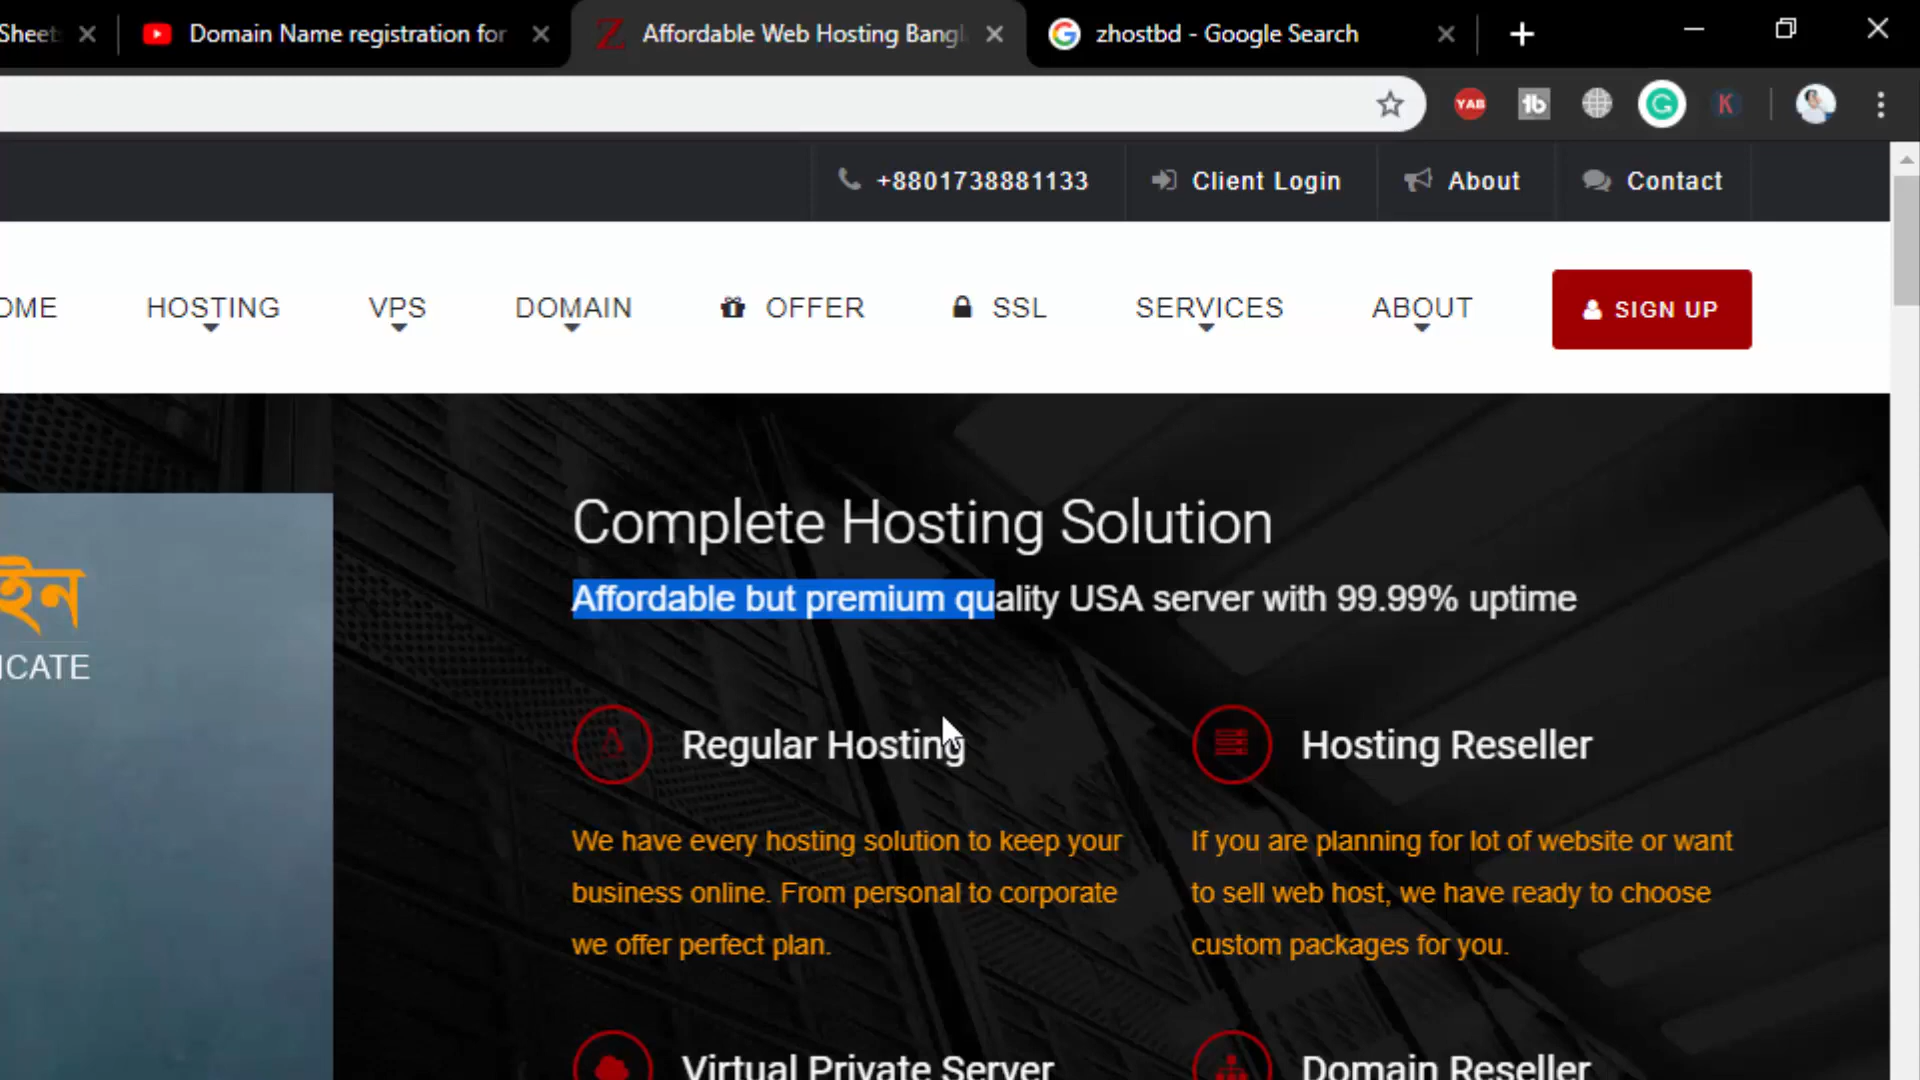 Sheets
Domain Name registration for
Affordable Web Hosting Bangl
zhostbd - Google Search
YAB
tb
G
K
+8801738881133
Client Login
About
Contact
OME
HOSTING
VPS
DOMAIN
OFFER
SSL
SERVICES
ABOUT
SIGN UP
Complete Hosting Solution
Affordable but premium quality USA server with 99.99% uptime
ইন
ICATE
Regular Hosting
We have every hosting solution to keep your
business online. From personal to corporate
we offer perfect plan.
Hosting Reseller
If you are planning for lot of website or want
to sell web host, we have ready to choose
custom packages for you.
Virtual Private Server
Domain Reseller